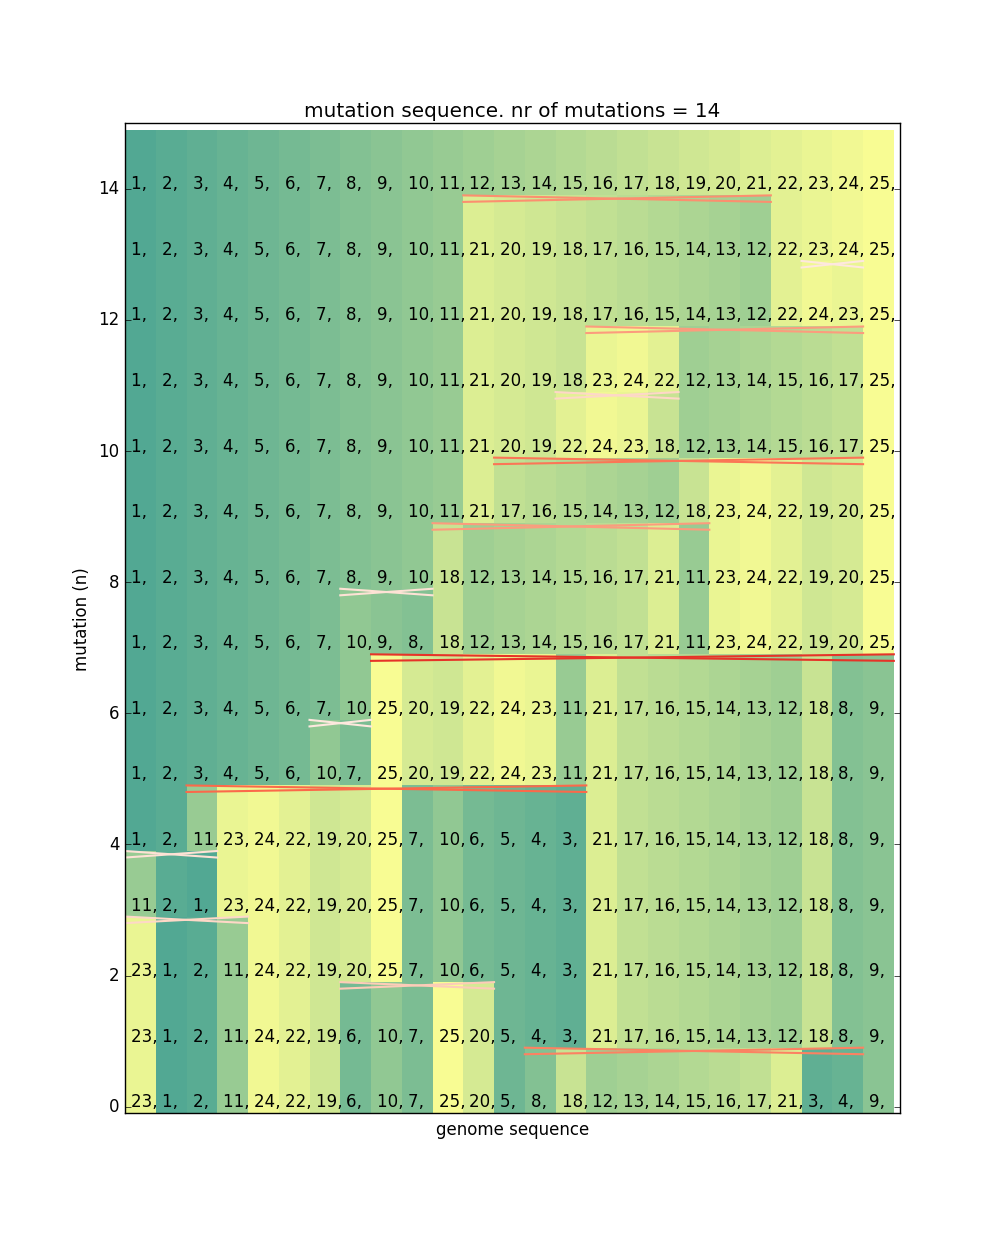 mutation sequence. nr of mutations = 14
14 1, 2, 3, 4, 5, 6, 7, 8, 9, 10, 11, 12, 13, 14, 15, 16, 17, 18, 19, 20, 21, 22, 23, 24, 25,
1, 2, 3, 4, 5, 6, 7, 8, 9, 10, 11, 21, 20, 19, 18, 17, 16, 15, 14, 13, 12, 22, 23, 24, 25,
12 1, 2, 3, 4, 5, 6, 7, 8, 9, 10, 11, 21, 20, 19, 18, 17, 16, 15, 14, 13, 12, 22, 24, 23, 25,
1, 2, 3, 4, 5, 6, 7, 8, 9, 10, 11, 21, 20, 19, 18, 23, 24, 22, 12, 13, 14, 15, 16, 17, 25,
10 1, 2, 3, 4, 5, 6, 7, 8, 9, 10, 11, 21, 20, 19, 22, 24, 23, 18, 12, 13, 14, 15, 16, 17, 25,
1, 2, 3, 4, 5, 6, 7, 8, 9, 10, 11, 21, 17, 16, 15, 14, 13, 12, 18, 23, 24, 22, 19, 20, 25,
8 1, 2, 3, 4, 5, 6, 7, 8, 9, 10, 18, 12, 13, 14, 15, 16, 17, 21, 11, 23, 24, 22, 19, 20, 25,
1, 2, 3, 4, 5, 6, 7, 10, 9, 8, 18, 12, 13, 14, 15, 16, 17, 21, 11, 23, 24, 22, 19, 20, 25,
6 1, 2, 3, 4, 5, 6, 7, 10, 25, 20, 19, 22, 24, 23, 11, 21, 17, 16, 15, 14, 13, 12, 18, 8, 9,
1, 2, 3, 4, 5, 6, 10, 7, 25, 20, 19, 22, 24, 23, 11, 21, 17, 16, 15, 14, 13, 12, 18, 8, 9,
4 1, 2, 11, 23, 24, 22, 19, 20, 25, 7, 10, 6, 5, 4, 3, 21, 17, 16, 15, 14, 13, 12, 18, 8, 9,
11, 2, 1, 23, 24, 22, 19, 20, 25, 7, 10, 6, 5, 4, 3, 21, 17, 16, 15, 14, 13, 12, 18, 8, 9,
2 23, 1, 2, 11, 24, 22, 19, 20, 25, 7, 10, 6, 5, 4, 3, 21, 17, 16, 15, 14, 13, 12, 18, 8, 9,
23, 1, 2, 11, 24, 22, 19, 6, 10, 7, 25, 20, 5, 4, 3, 21, 17, 16, 15, 14, 13, 12, 18, 8, 9,
0 23, 1, 2, 11, 24, 22, 19, 6, 10, 7, 25, 20, 5, 8, 18, 12, 13, 14, 15, 16, 17, 21, 3, 4, 9,
genome sequence
mutation (n)